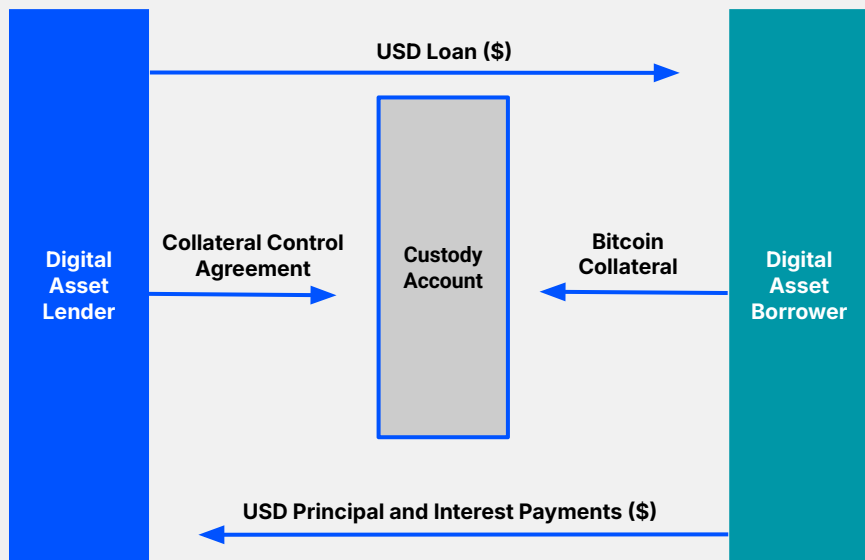 USD Loan ($)
Digital
Asset
Lender
Collateral Control
Agreement
Custody
Account
Bitcoin
Collateral
Digital
Asset
Borrower
USD Principal and Interest Payments ($)